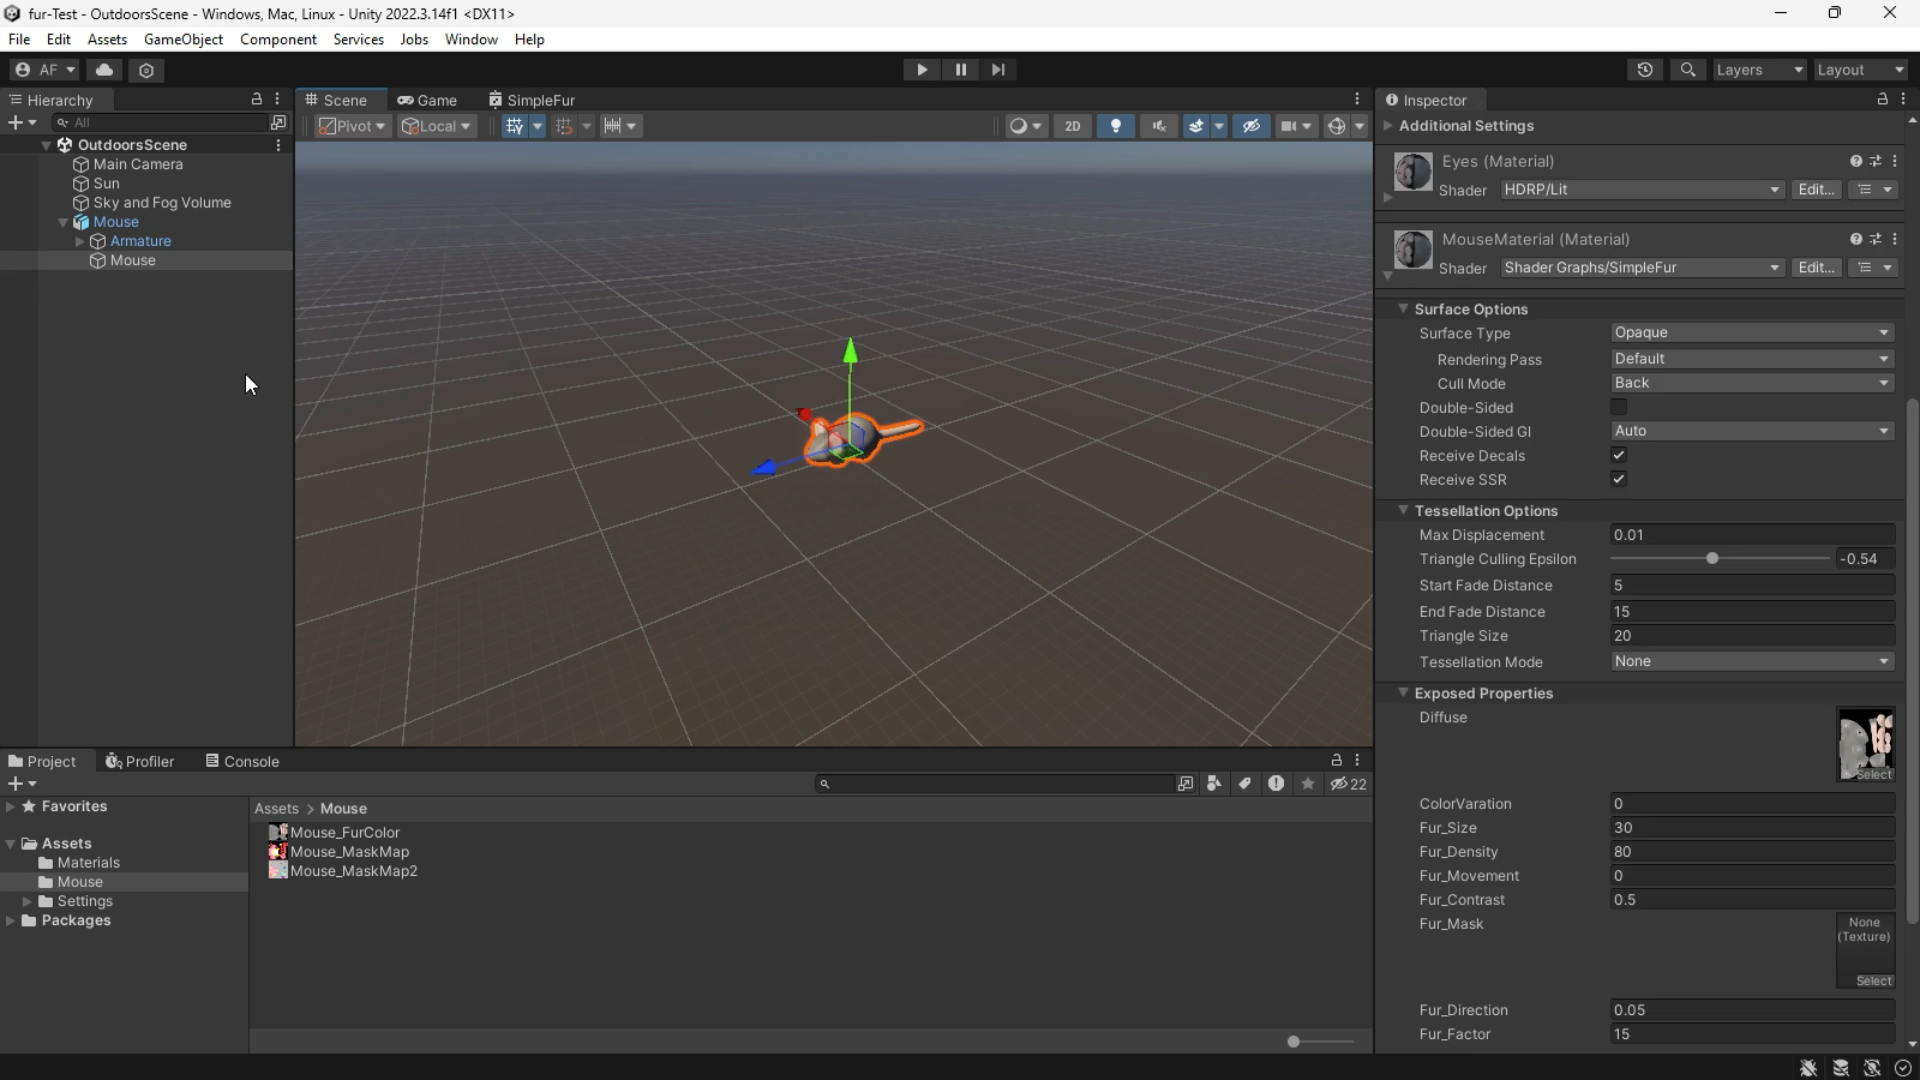 fur-Test - OutdoorsScene - Windows, Mac, Linux - Unity 2022.3.14f1 <DX11>
File Edit Assets GameObject Component Services Jobs Window Help
AF Layers Layout
Hierarchy Scene Game SimpleFur Inspector
All Pivot Local 2D Additional Settings
OutdoorsScene
Main Camera
Sun
Sky and Fog Volume
Mouse
Armature
Mouse
Eyes (Material)
Shader HDRP/Lit Edit...
MouseMaterial (Material)
Shader Shader Graphs/SimpleFur Edit...
Surface Options
Surface Type Opaque
Rendering Pass Default
Cull Mode Back
Double-Sided
Double-Sided GI Auto
Receive Decals
Receive SSR
Tessellation Options
Max Displacement 0.01
Triangle Culling Epsilon -0.54
Start Fade Distance 5
End Fade Distance 15
Triangle Size 20
Tessellation Mode None
Exposed Properties
Diffuse
Select
ColorVaration 0
Fur_Size 30
Fur_Density 80
Fur_Movement 0
Fur_Contrast 0.5
Fur_Mask None
(Texture)
Select
Fur_Direction 0.05
Fur_Factor 15
Project Profiler Console
22
Favorites
Assets
Materials
Mouse
Settings
Packages
Assets > Mouse
Mouse_FurColor
Mouse_MaskMap
Mouse_MaskMap2